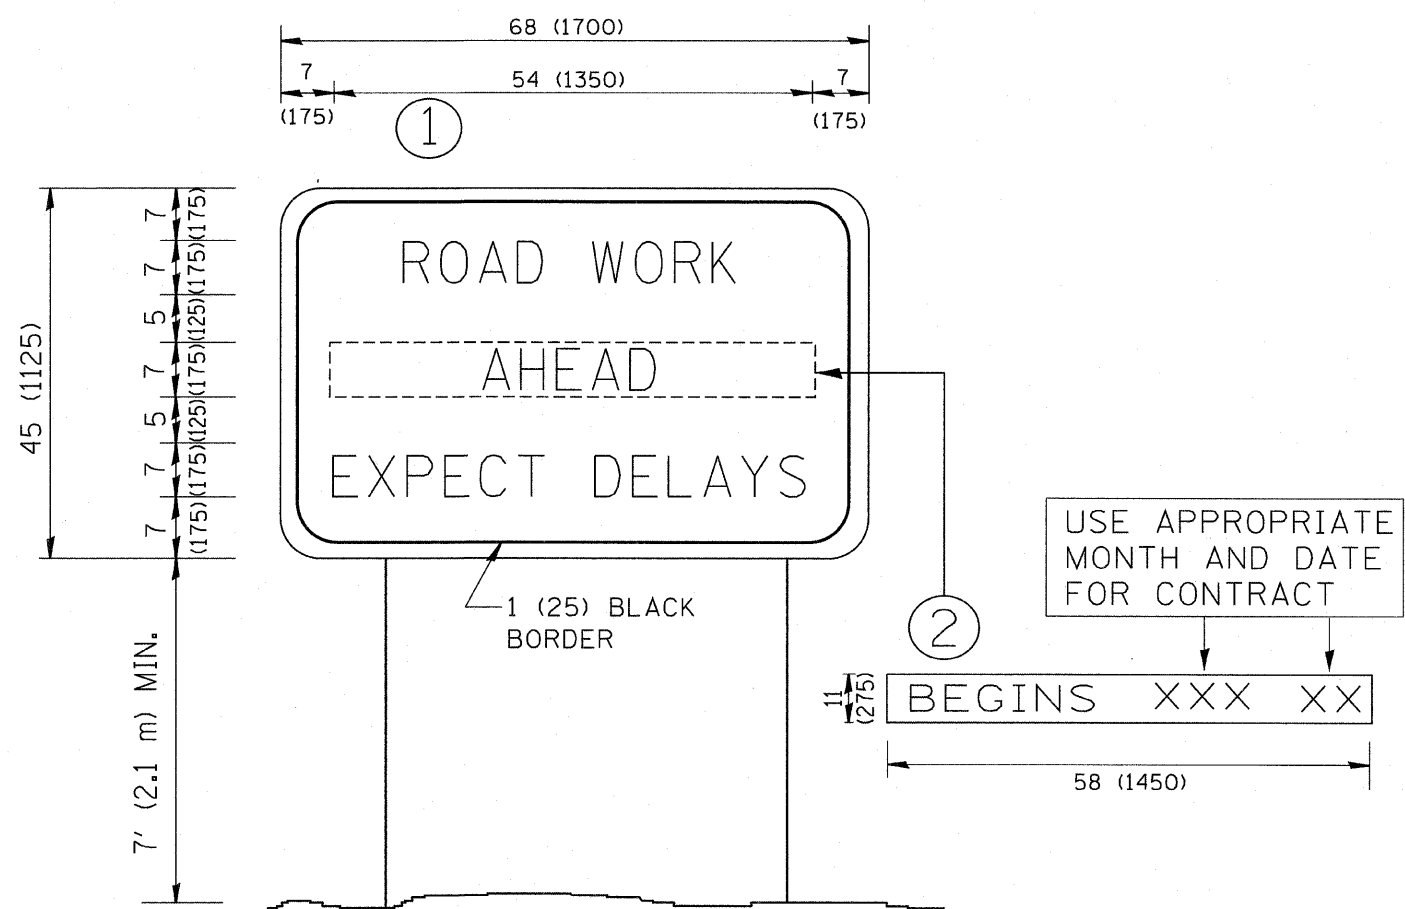 68 (1700)
7
54 (1350)
7
(175)
(175)
1
45 (1125)
7
(175)
7
(175)
5
(125)
7
(175)
5
(125)
7
(175)
7
(175)
ROAD WORK
AHEAD
EXPECT DELAYS
1 (25) BLACK
BORDER
7' (2.1 m) MIN.
2
USE APPROPRIATE
MONTH AND DATE
FOR CONTRACT
11
(275)
BEGINS XXX XX
58 (1450)